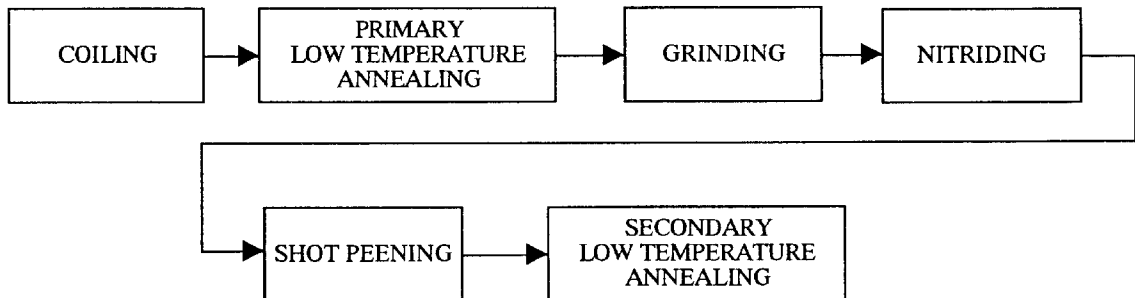 COILING
PRIMARY
LOW TEMPERATURE
ANNEALING
GRINDING
NITRIDING
SHOT PEENING
SECONDARY
LOW TEMPERATURE
ANNEALING